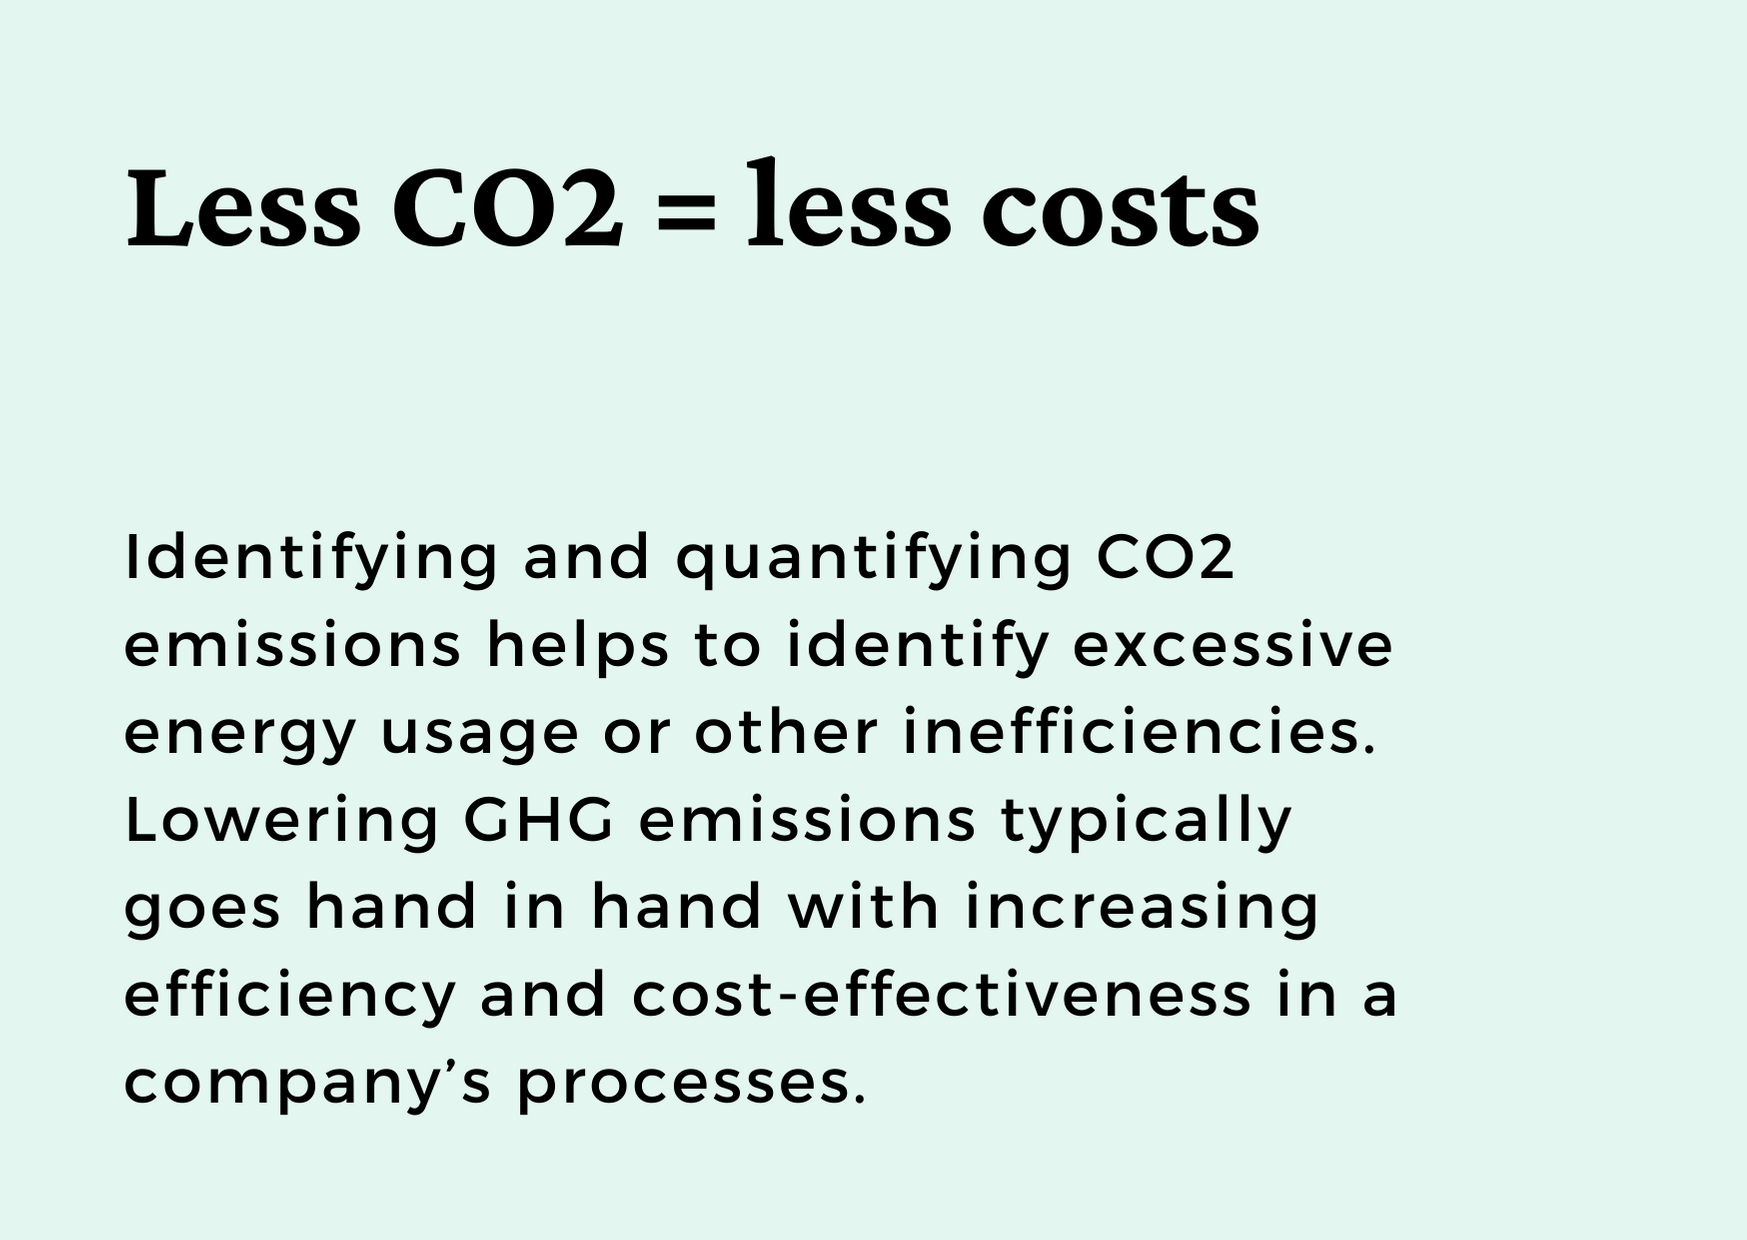 Less CO2 = less costs
Identifying and quantifying CO2
emissions helps to identify excessive
energy usage or other inefficiencies.
Lowering GHG emissions typically
goes hand in hand with increasing
efficiency and cost-effectiveness in a
company’s processes.